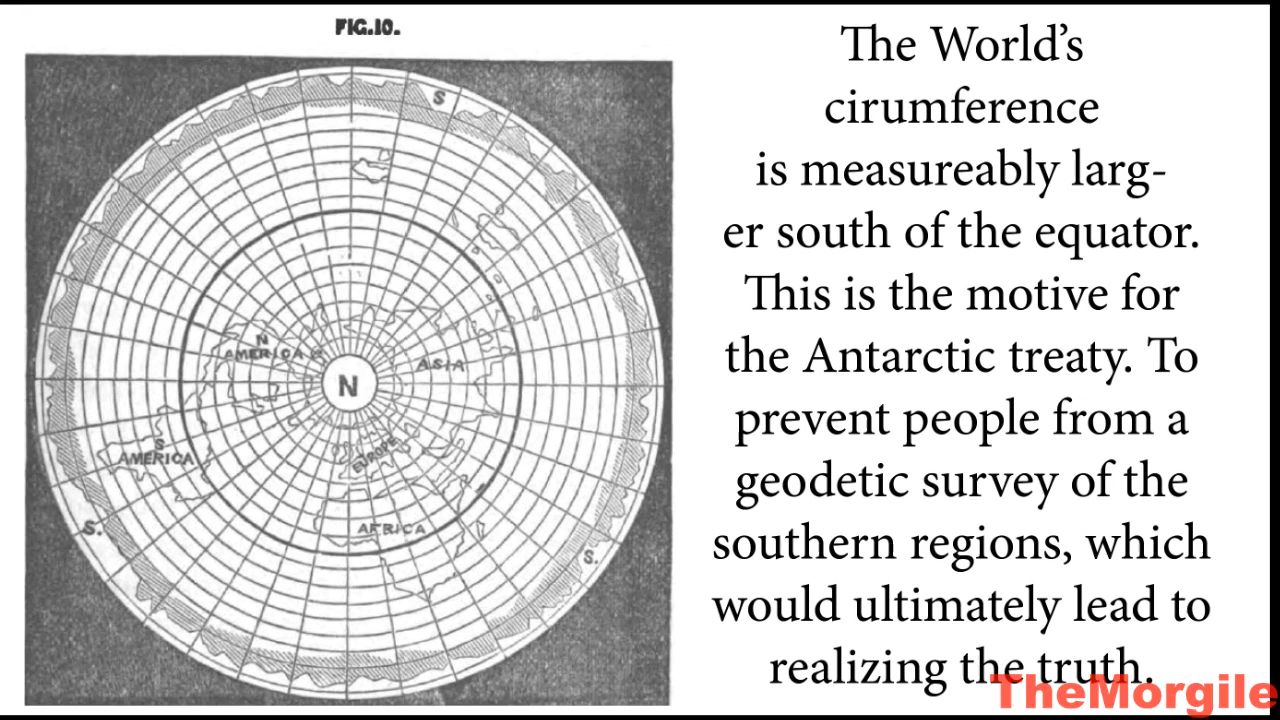 FIG.10.
S
N
AMERICA
ASIA
N
S
AMERICA
EUROPE
AFRICA
S.
S.
The World's
cirumference
is measureably larg-
er south of the equator.
This is the motive for
the Antarctic treaty. To
prevent people from a
geodetic survey of the
southern regions, which
would ultimately lead to
realizing the truth.
TheMorgile